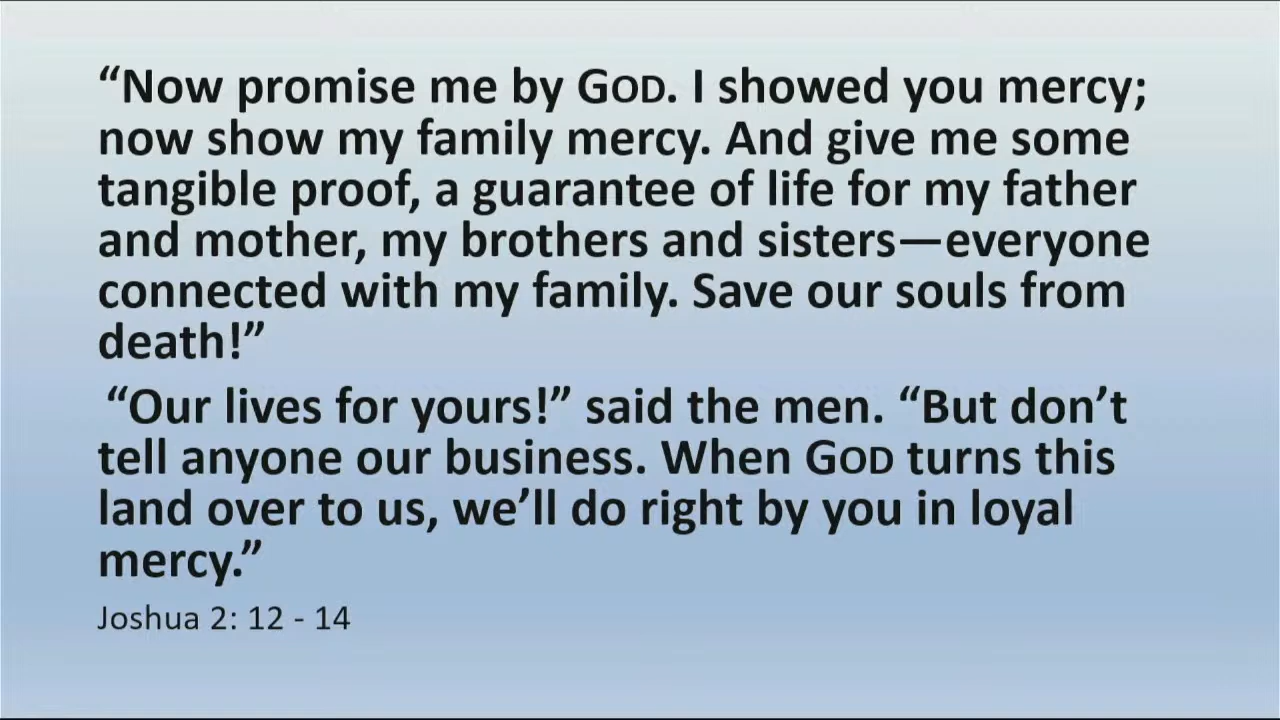 “Now promise me by GOD. I showed you mercy;
now show my family mercy. And give me some
tangible proof, a guarantee of life for my father
and mother, my brothers and sisters—everyone
connected with my family. Save our souls from
death!”
“Our lives for yours!” said the men. “But don’t
tell anyone our business. When GOD turns this
land over to us, we’ll do right by you in loyal
mercy.”
Joshua 2: 12 - 14